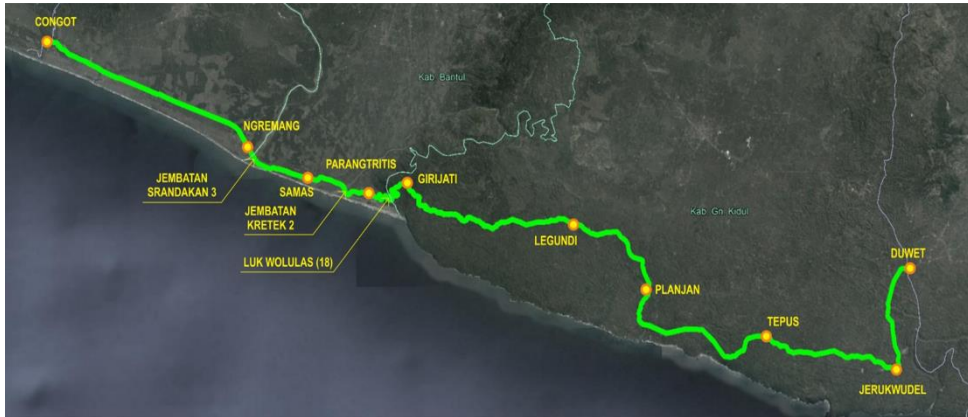 CONGOT
Kab. Bantul
NGREMANG
PARANGTRITIS
JEMBATAN
SRANDAKAN 3
SAMAS
GIRIJATI
JEMBATAN
KRETEK 2
Kab. Gn. Kidul
LUK WOLULAS (18)
LEGUNDI
DUWET
PLANJAN
TEPUS
JERUKWUDEL